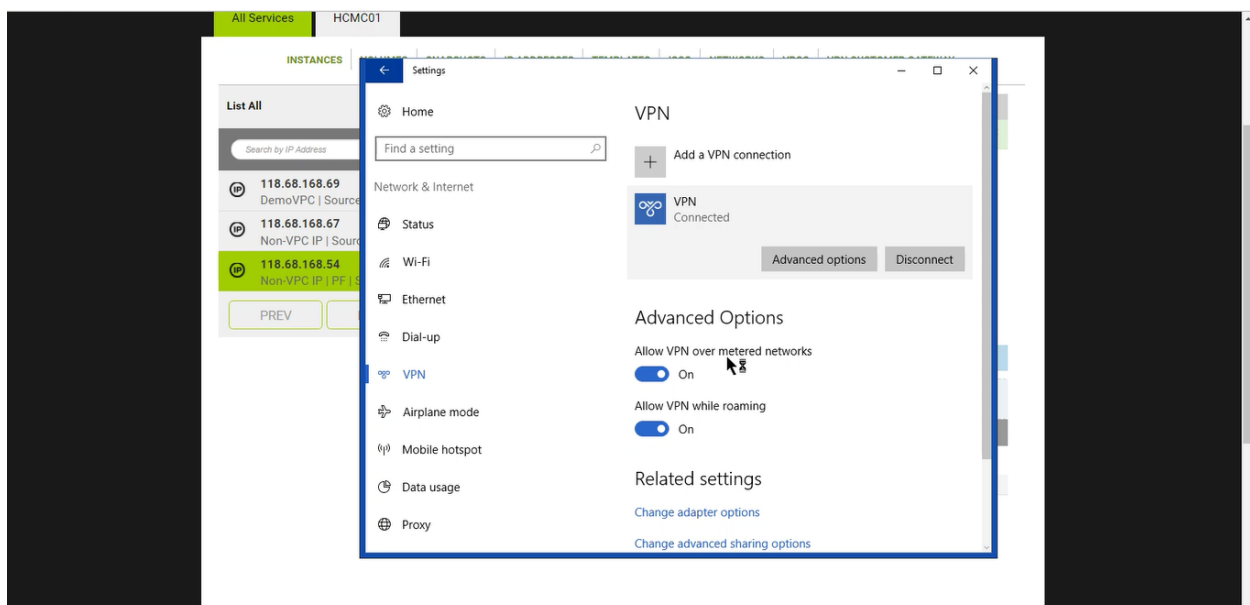 All Services
HCMC01
INSTANCES
List All
Search by IP Address
118.68.168.69
DemoVPC | Source
118.68.168.67
Non-VPC IP | Sour
118.68.168.54
Non-VPC IP | PF | S
PREV
Settings
Home
Find a setting
Network & Internet
Status
Wi-Fi
Ethernet
Dial-up
VPN
Airplane mode
Mobile hotspot
Data usage
Proxy
VPN
Add a VPN connection
VPN
Connected
Advanced options
Disconnect
Advanced Options
Allow VPN over metered networks
On
Allow VPN while roaming
On
Related settings
Change adapter options
Change advanced sharing options